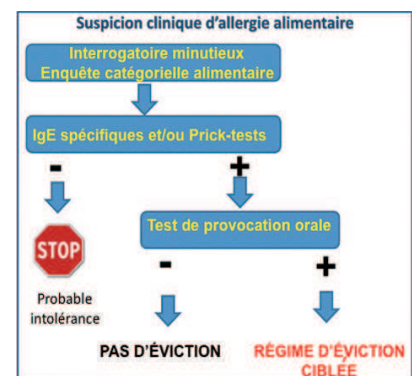 Suspicion clinique d'allergie alimentaire
Interrogatoire minutieux
Enquête catégorielle alimentaire
IgE spécifiques et/ou Prick-tests
- +
STOP
Test de provocation orale
Probable
intolérance
- +
PAS D'ÉVICTION
RÉGIME D'ÉVICTION
CIBLÉE